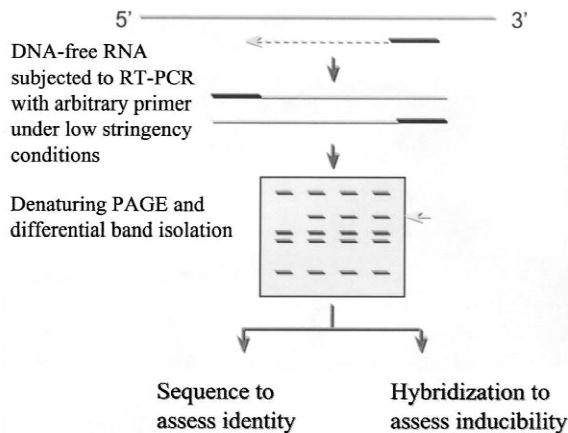 5’ 3’
DNA-free RNA
subjected to RT-PCR
with arbitrary primer
under low stringency
conditions
Denaturing PAGE and
differential band isolation
Sequence to
assess identity
Hybridization to
assess inducibility